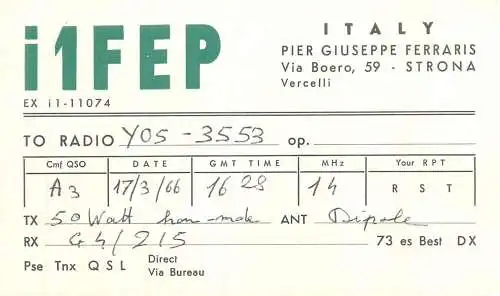 i1FEP
EX i1-11074
ITALY
PIER GIUSEPPE FERRARIS
Via Boero, 59 - STRONA
Vercelli
TO RADIO YO5-3553 op.
Cmf QSO DATE GMT TIME MHz Your RPT
A3 17/3/66 16 28 14 R S T
TX 50 Watt hom-made ANT Dipole
RX G4/215 73 es Best DX
Pse Tnx QSL Direct
Via Bureau